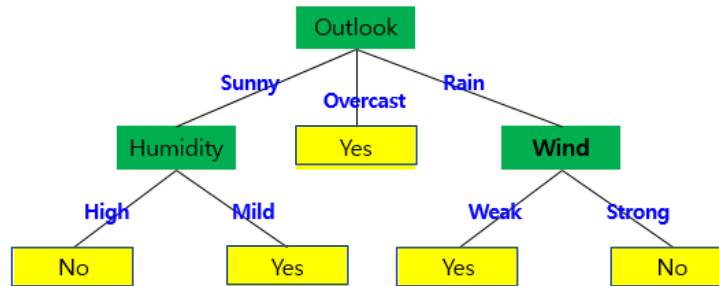 Outlook
Sunny
Overcast
Rain
Humidity
Yes
Wind
High
Mild
Weak
Strong
No
Yes
Yes
No